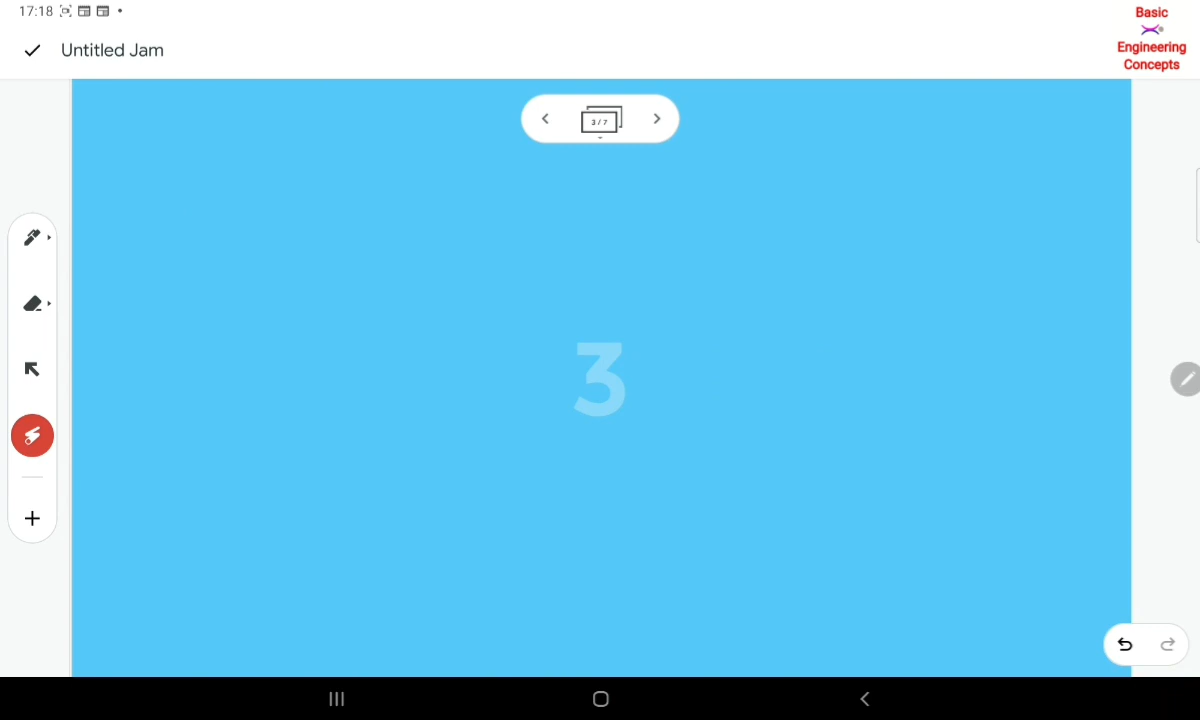 17:18
Untitled Jam
Basic
Engineering
Concepts
3 / 7
3